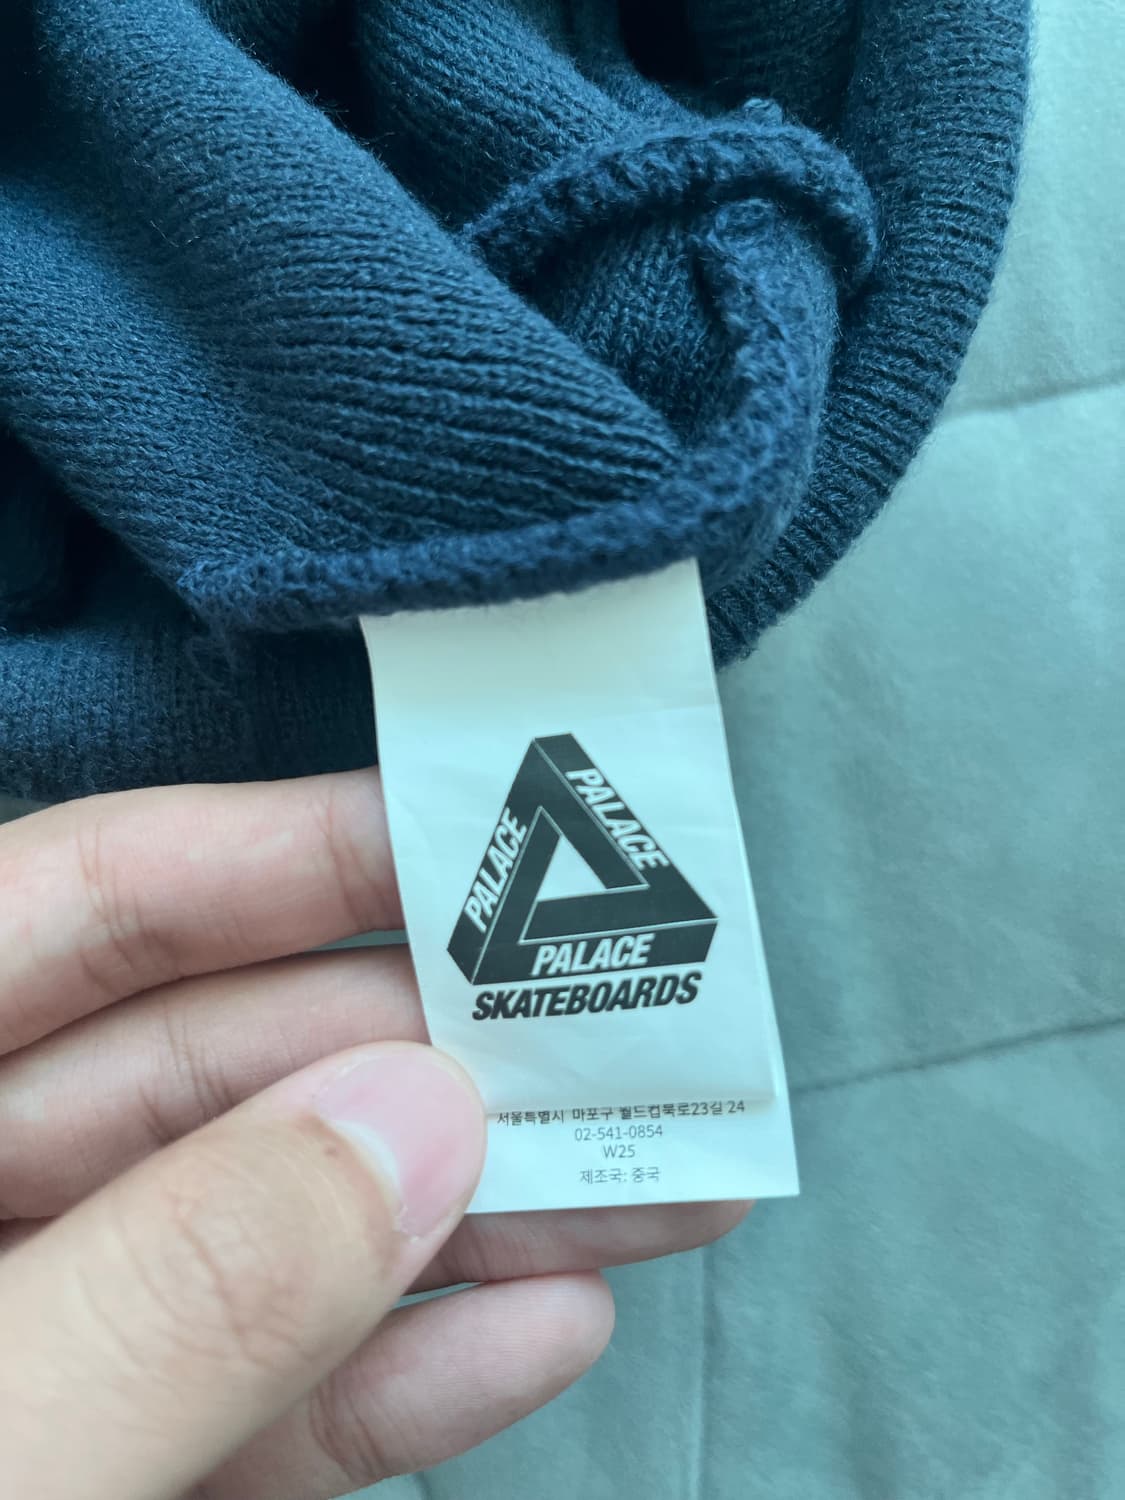 PALACE
PALACE
PALACE
SKATEBOARDS
서울특별시 마포구 월드컵북로23길 24
02-541-0854
W25
제조국: 중국